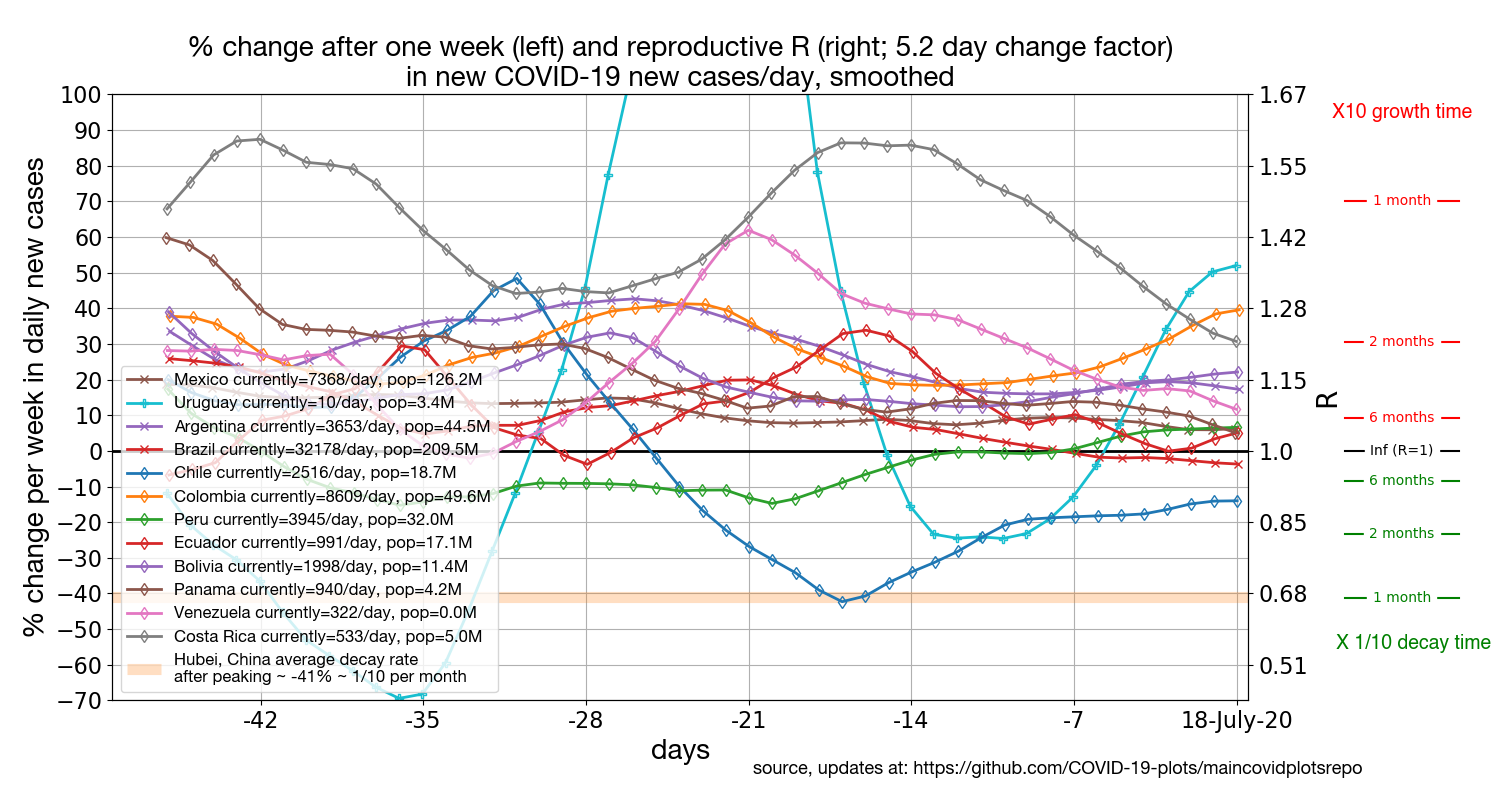 % change after one week (left) and reproductive R (right; 5.2 day change factor)
in new COVID-19 new cases/day, smoothed
% change per week in daily new cases
100
90
80
70
60
50
40
30
20
10
0
−10
−20
−30
−40
−50
−60
−70
Mexico currently=7368/day, pop=126.2M
Uruguay currently=10/day, pop=3.4M
Argentina currently=3653/day, pop=44.5M
Brazil currently=32178/day, pop=209.5M
Chile currently=2516/day, pop=18.7M
Colombia currently=8609/day, pop=49.6M
Peru currently=3945/day, pop=32.0M
Ecuador currently=991/day, pop=17.1M
Bolivia currently=1998/day, pop=11.4M
Panama currently=940/day, pop=4.2M
Venezuela currently=322/day, pop=0.0M
Costa Rica currently=533/day, pop=5.0M
Hubei, China average decay rate
after peaking ~ -41% ~ 1/10 per month
-42
-35
-28
-21
-14
-7
18-July-20
days
1.67
1.55
1.42
1.28
1.15
1.0
0.85
0.68
0.51
R
X10 growth time
1 month
2 months
6 months
Inf (R=1)
6 months
2 months
1 month
X 1/10 decay time
source, updates at: https://github.com/COVID-19-plots/maincovidplotsrepo